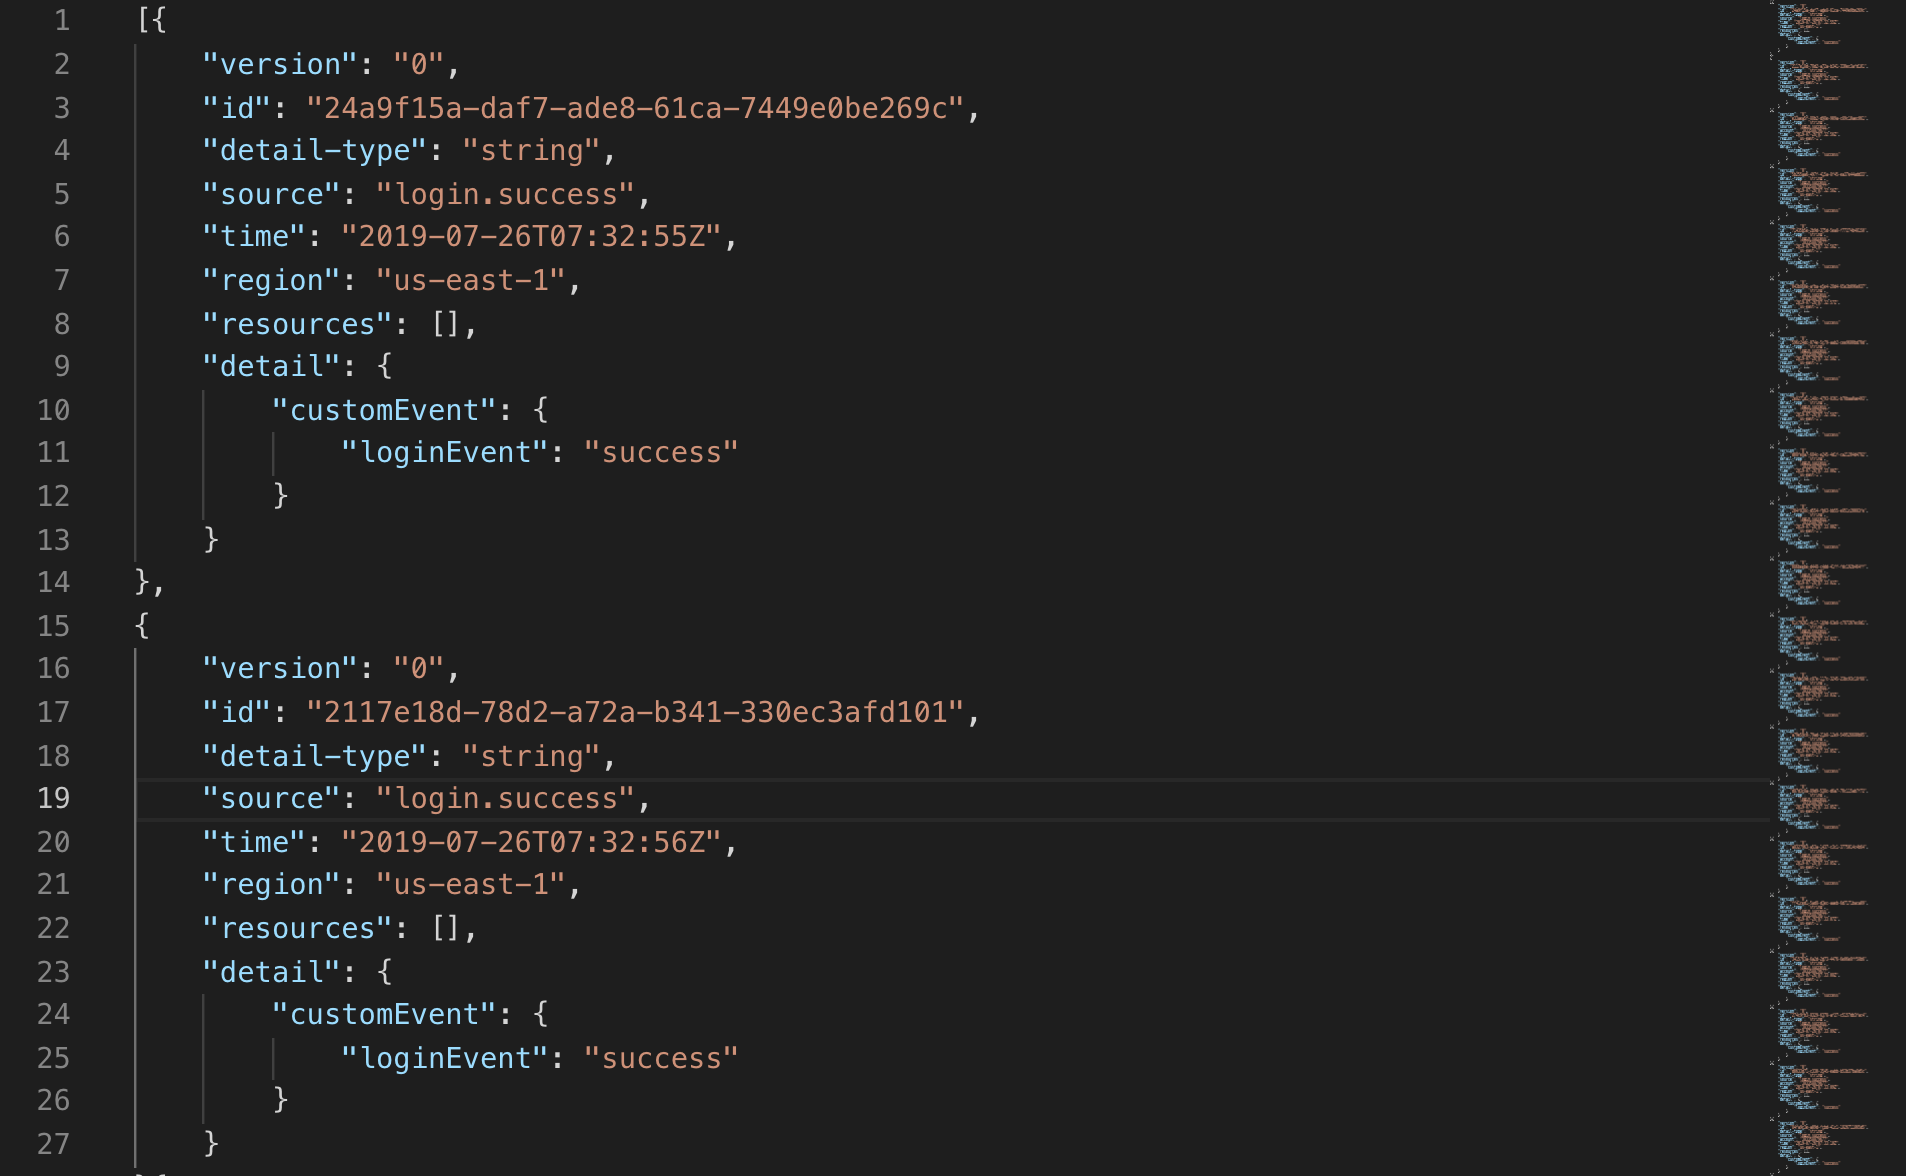 1 [{
2 "version": "0",
3 "id": "24a9f15a-daf7-ade8-61ca-7449e0be269c",
4 "detail-type": "string",
5 "source": "login.success",
6 "time": "2019-07-26T07:32:55Z",
7 "region": "us-east-1",
8 "resources": [],
9 "detail": {
10 "customEvent": {
11 "loginEvent": "success"
12 }
13 }
14 },
15 {
16 "version": "0",
17 "id": "2117e18d-78d2-a72a-b341-330ec3afd101",
18 "detail-type": "string",
19 "source": "login.success",
20 "time": "2019-07-26T07:32:56Z",
21 "region": "us-east-1",
22 "resources": [],
23 "detail": {
24 "customEvent": {
25 "loginEvent": "success"
26 }
27 }